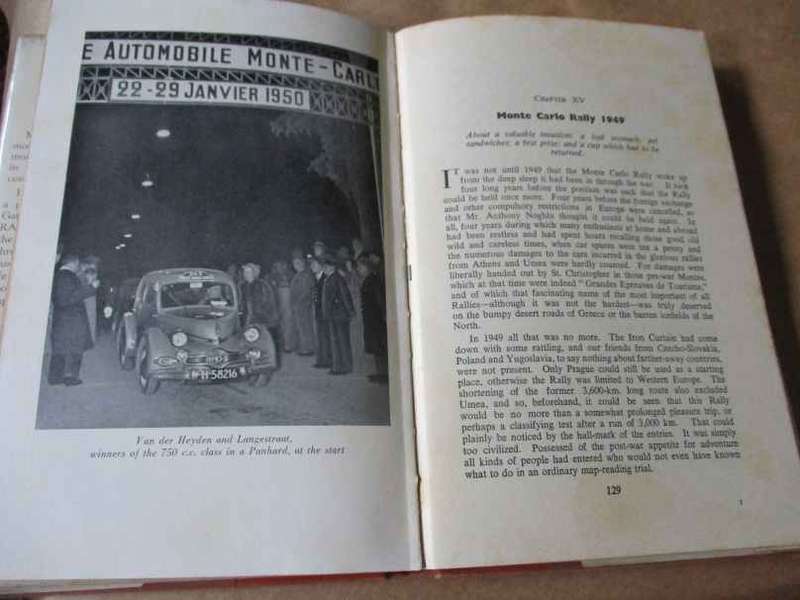 E AUTOMOBILE MONTE-CARL
22-29 JANVIER 1950
H 58216
Van der Heyden and Langestraat,
winners of the 750 c.c. class in a Panhard, at the start
CHAPTER XV
Monte Carlo Rally 1949
About a valuable imitation: a lost stomach, pet
sandwiches, a first prize: and a cup which had to be
returned.
IT was not until 1949 that the Monte Carlo Rally woke up
from the deep sleep it had been in through the war. It took
four long years before the position was such that the Rally
could be held once more. Four years before the foreign exchange
and other compulsory restrictions in Europe were cancelled, so
that Mr. Anthony Noghès thought it could be held again. In
all, four years during which many enthusiasts at home and abroad
had been restless and had spent hours recalling those good old
wild and careless times, when car spares were ten a penny and
the numerous damages to the cars incurred in the glorious rallies
from Athens and Umea were hardly counted. For damages were
liberally handed out by St. Christopher in those pre-war Montes,
which at that time were indeed "Grandes Epreuves de Tourisme,"
and of which that fascinating name of the most important of all
Rallies—although it was not the hardest—was truly deserved
on the bumpy desert roads of Greece or the barren icefields of the
North.
In 1949 all that was no more. The Iron Curtain had come
down with some rattling, and our friends from Czecho-Slovakia,
Poland and Yugoslavia, to say nothing about farther-away countries,
were not present. Only Prague could still be used as a starting
place, otherwise the Rally was limited to Western Europe. The
shortening of the former 3,600-km. long route also excluded
Umea, and so, beforehand, it could be seen that this Rally
would be no more than a somewhat prolonged pleasure trip, or
perhaps a classifying test after a run of 3,000 km. That could
plainly be noticed by the hall-mark of the entries. It was simply
too civilized. Possessed of the post-war appetite for adventure
all kinds of people had entered who would not even have known
what to do in an ordinary map-reading trial.
129